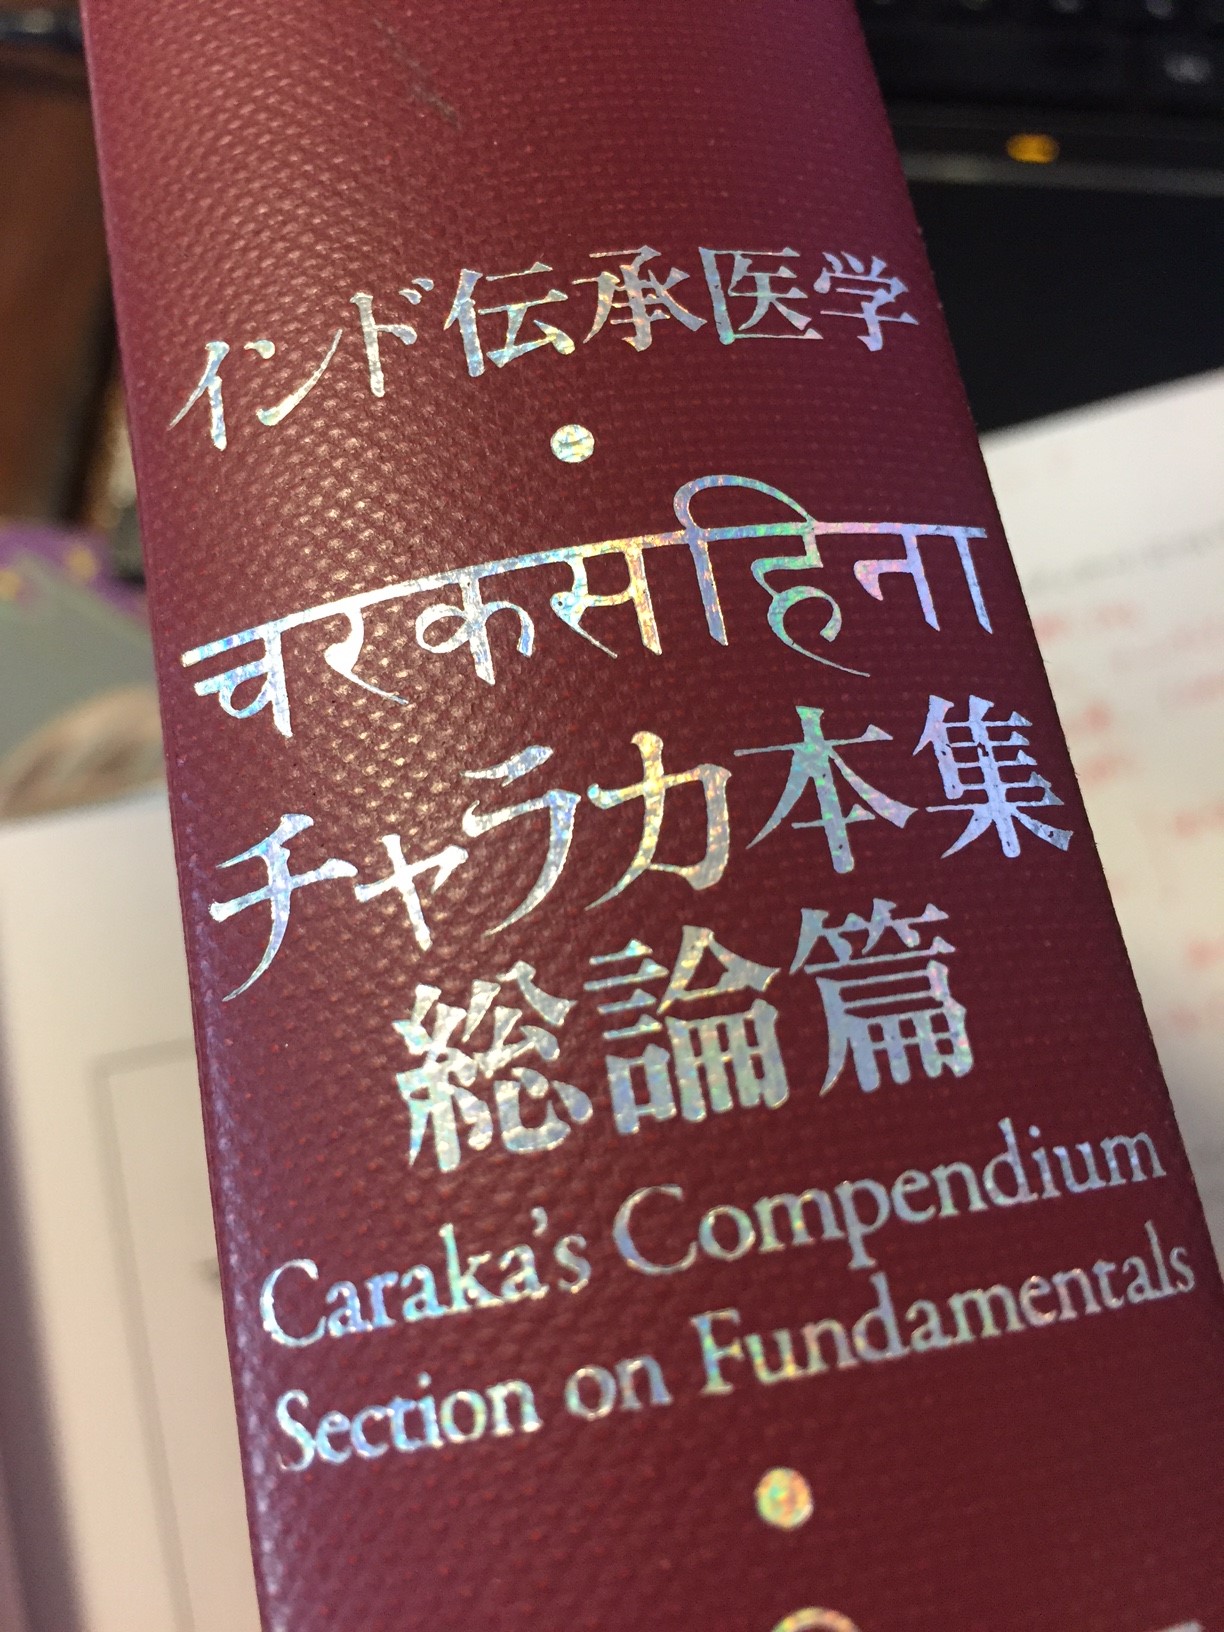 インド伝承医学
चरकसहिना
チャラカ本集
総論篇
Caraka's Compendium
Section on Fundamentals